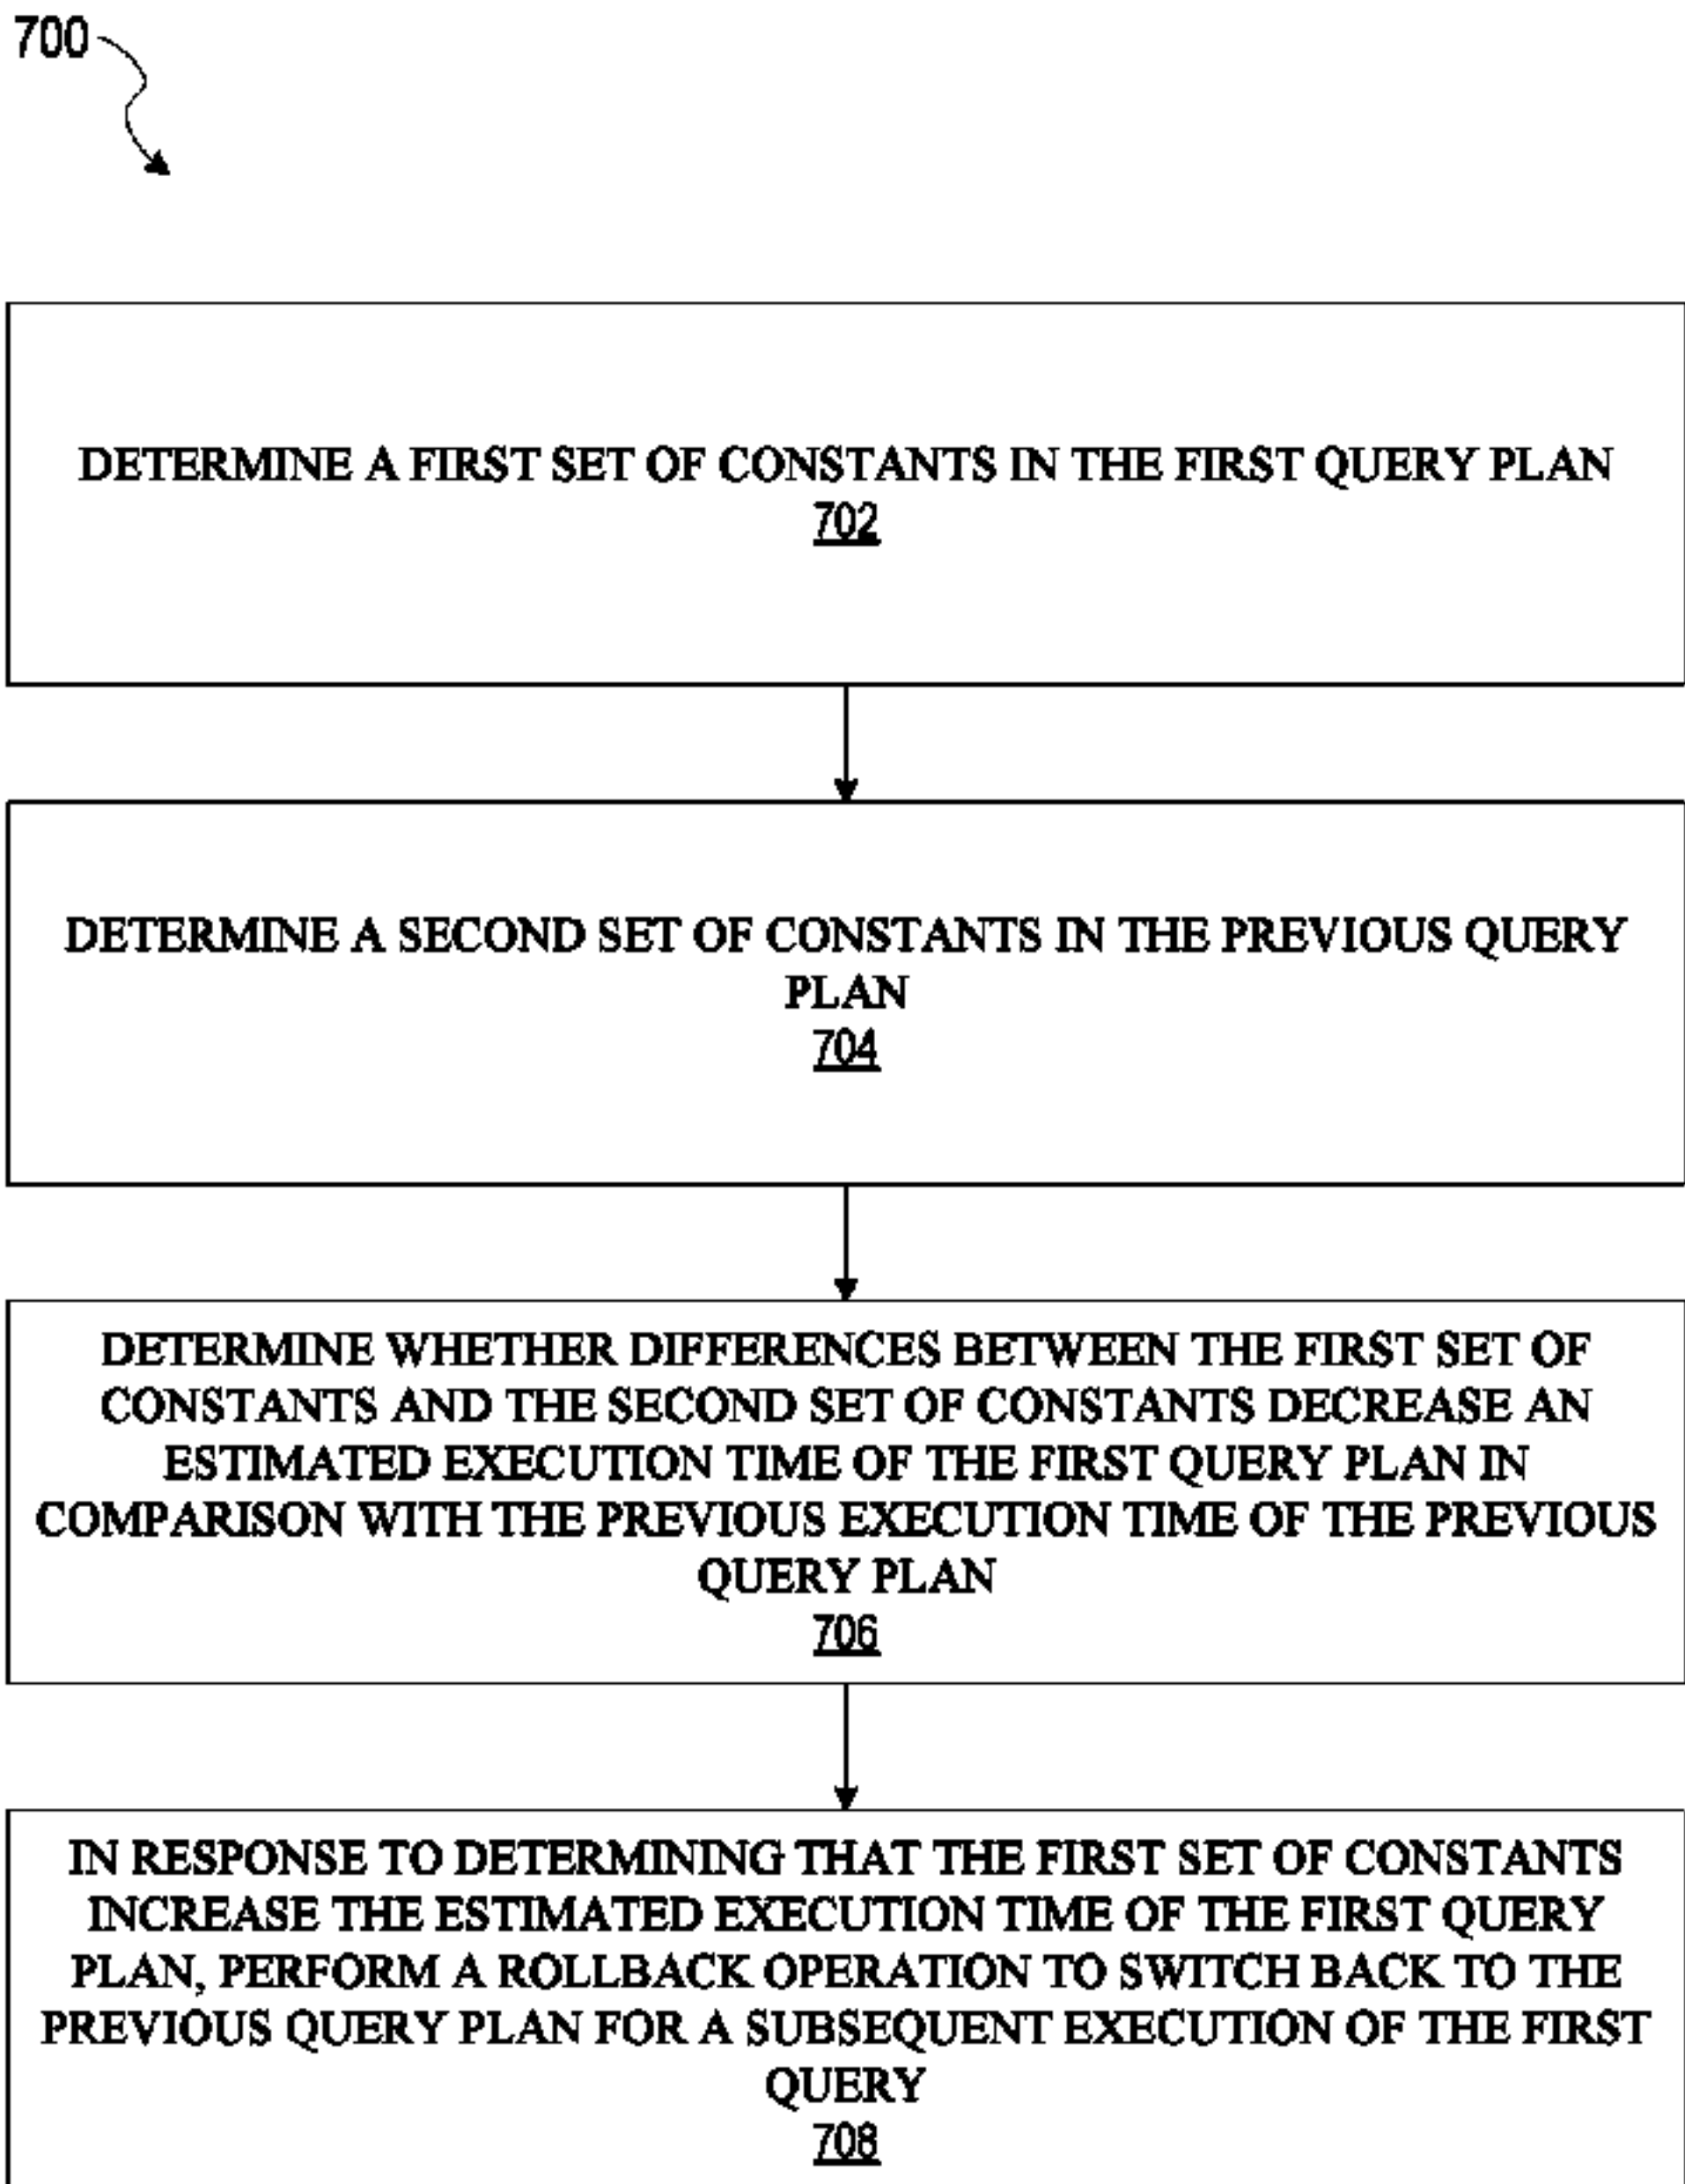 700
DETERMINE A FIRST SET OF CONSTANTS IN THE FIRST QUERY PLAN
702
DETERMINE A SECOND SET OF CONSTANTS IN THE PREVIOUS QUERY
PLAN
704
DETERMINE WHETHER DIFFERENCES BETWEEN THE FIRST SET OF
CONSTANTS AND THE SECOND SET OF CONSTANTS DECREASE AN
ESTIMATED EXECUTION TIME OF THE FIRST QUERY PLAN IN
COMPARISON WITH THE PREVIOUS EXECUTION TIME OF THE PREVIOUS
QUERY PLAN
706
IN RESPONSE TO DETERMINING THAT THE FIRST SET OF CONSTANTS
INCREASE THE ESTIMATED EXECUTION TIME OF THE FIRST QUERY
PLAN, PERFORM A ROLLBACK OPERATION TO SWITCH BACK TO THE
PREVIOUS QUERY PLAN FOR A SUBSEQUENT EXECUTION OF THE FIRST
QUERY
708